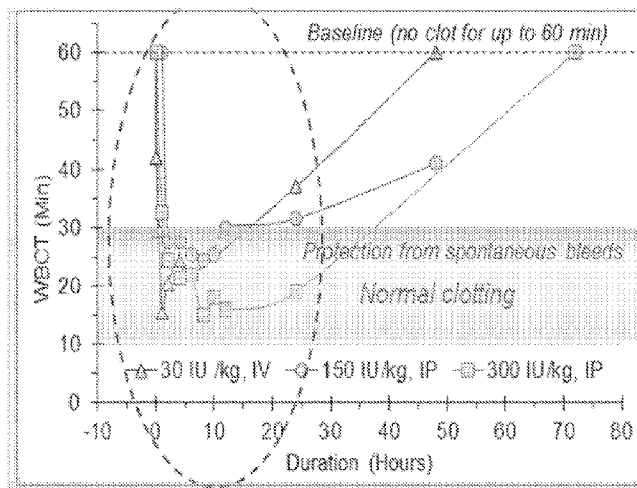 Baseline (no clot for up to 60 min)
60
50
40
30
20
10
0
WBCT (Min)
Protection from spontaneous bleeds
Normal clotting
30 IU /kg, IV
150 IU/kg, IP
300 IU/kg, IP
-10 0 10 20 30 40 50 60 70 80
Duration (Hours)